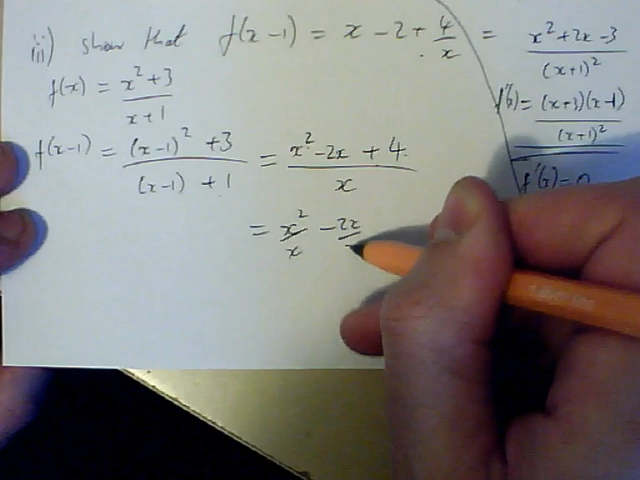 iii) show that f(x-1) = x - 2 + 4/x
f(x) = x²+3/x+1
f(x-1) = (x-1)² +3/(x-1) +1 = x²-2x +4/x
= x²/x - 2x/
= x²+2x-3/(x+1)²
f'(x) = (x+3)(x-1)/(x+1)²
f'(x)=0